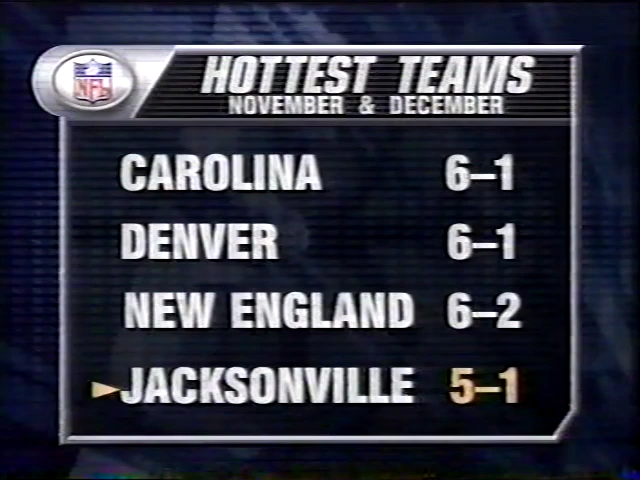 NFL
HOTTEST TEAMS
NOVEMBER & DECEMBER
CAROLINA 6–1
DENVER 6–1
NEW ENGLAND 6–2
JACKSONVILLE 5–1